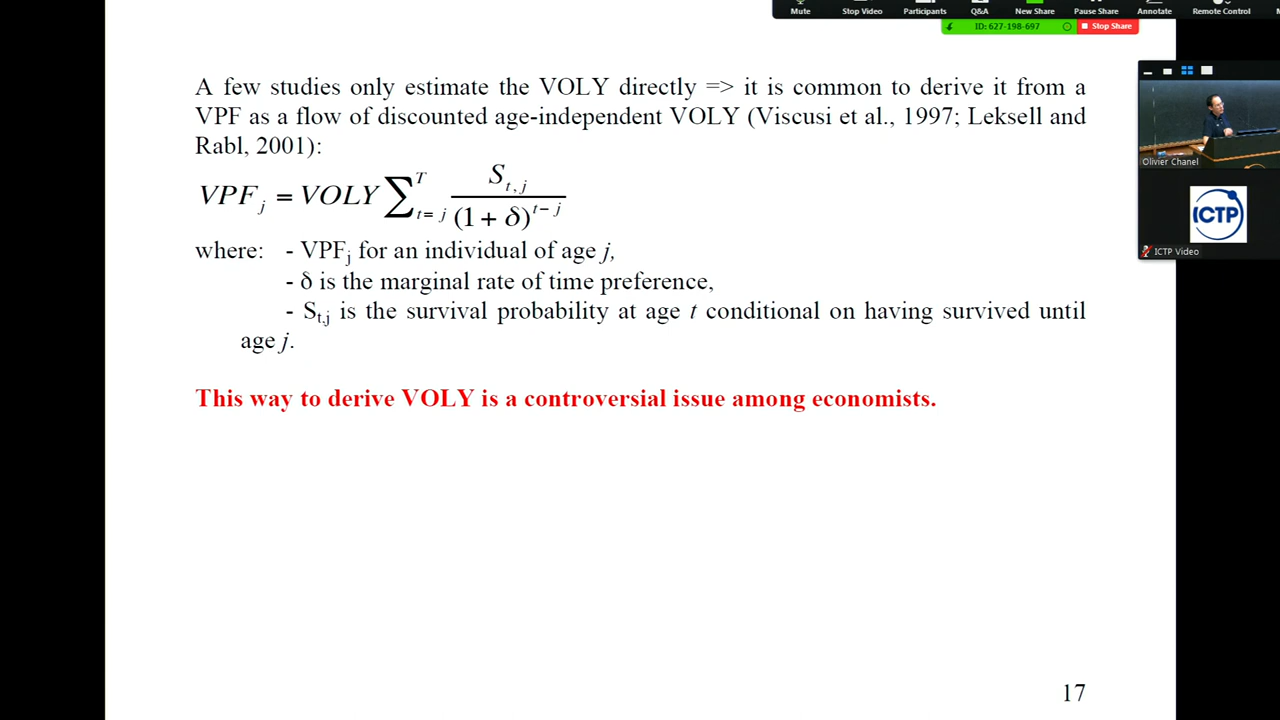 Mute Stop Video Participants Q&A New Share Pause Share Annotate Remote Control
ID: 627-198-697 Stop Share
A few studies only estimate the VOLY directly => it is common to derive it from a
VPF as a flow of discounted age-independent VOLY (Viscusi et al., 1997; Leksell and
Rabl, 2001):
VPF_j = VOLY ∑_{t=j}^{T} S_{t,j} / (1 + δ)^{t−j}
where: - VPF_j for an individual of age j,
- δ is the marginal rate of time preference,
- S_{t,j} is the survival probability at age t conditional on having survived until
age j.
This way to derive VOLY is a controversial issue among economists.
17
Olivier Chanel
ICTP
ICTP Video